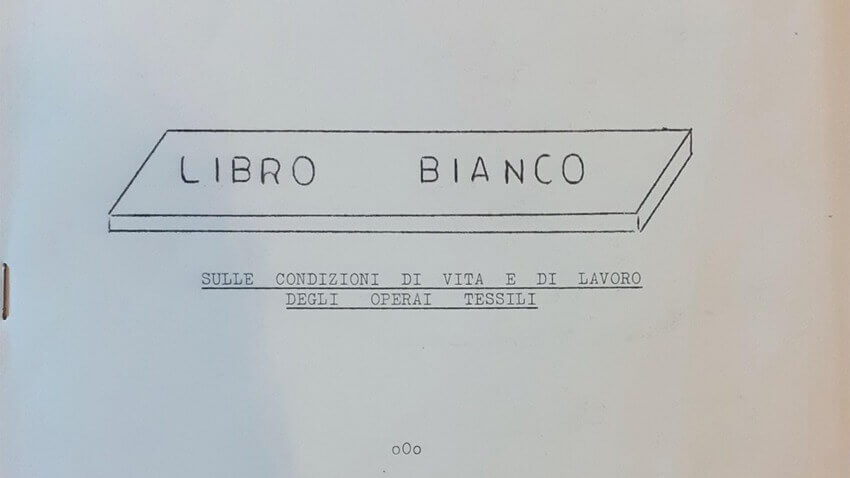 LIBRO BIANCO
SULLE CONDIZIONI DI VITA E DI LAVORO
DEGLI OPERAI TESSILI
oOo